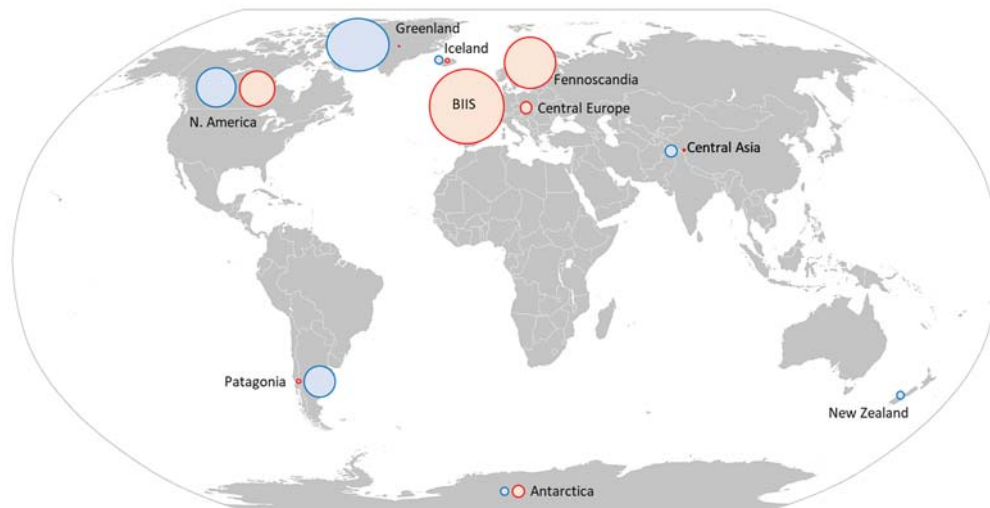 Greenland
Iceland
Fennoscandia
BIIS
Central Europe
N. America
Central Asia
Patagonia
New Zealand
Antarctica